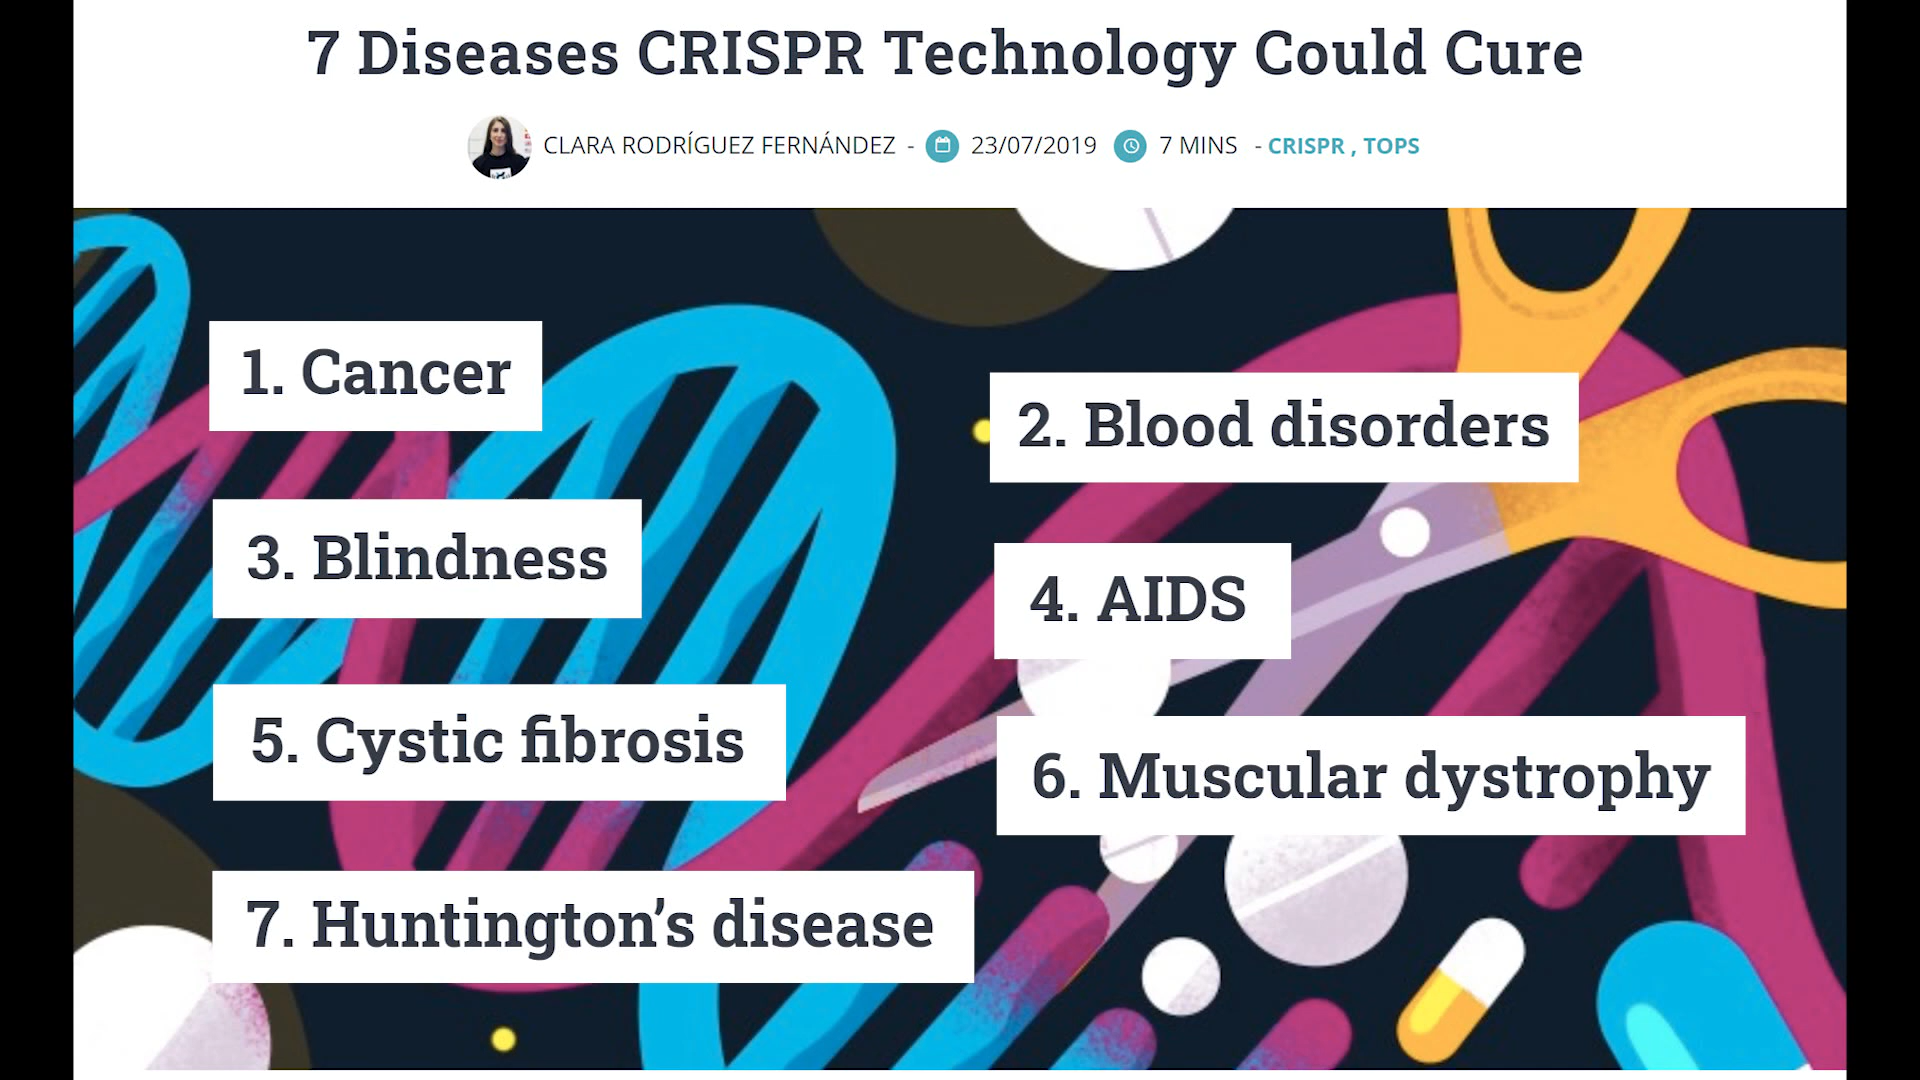 7 Diseases CRISPR Technology Could Cure
CLARA RODRÍGUEZ FERNÁNDEZ - 23/07/2019 7 MINS - CRISPR , TOPS
1. Cancer
2. Blood disorders
3. Blindness
4. AIDS
5. Cystic fibrosis
6. Muscular dystrophy
7. Huntington’s disease